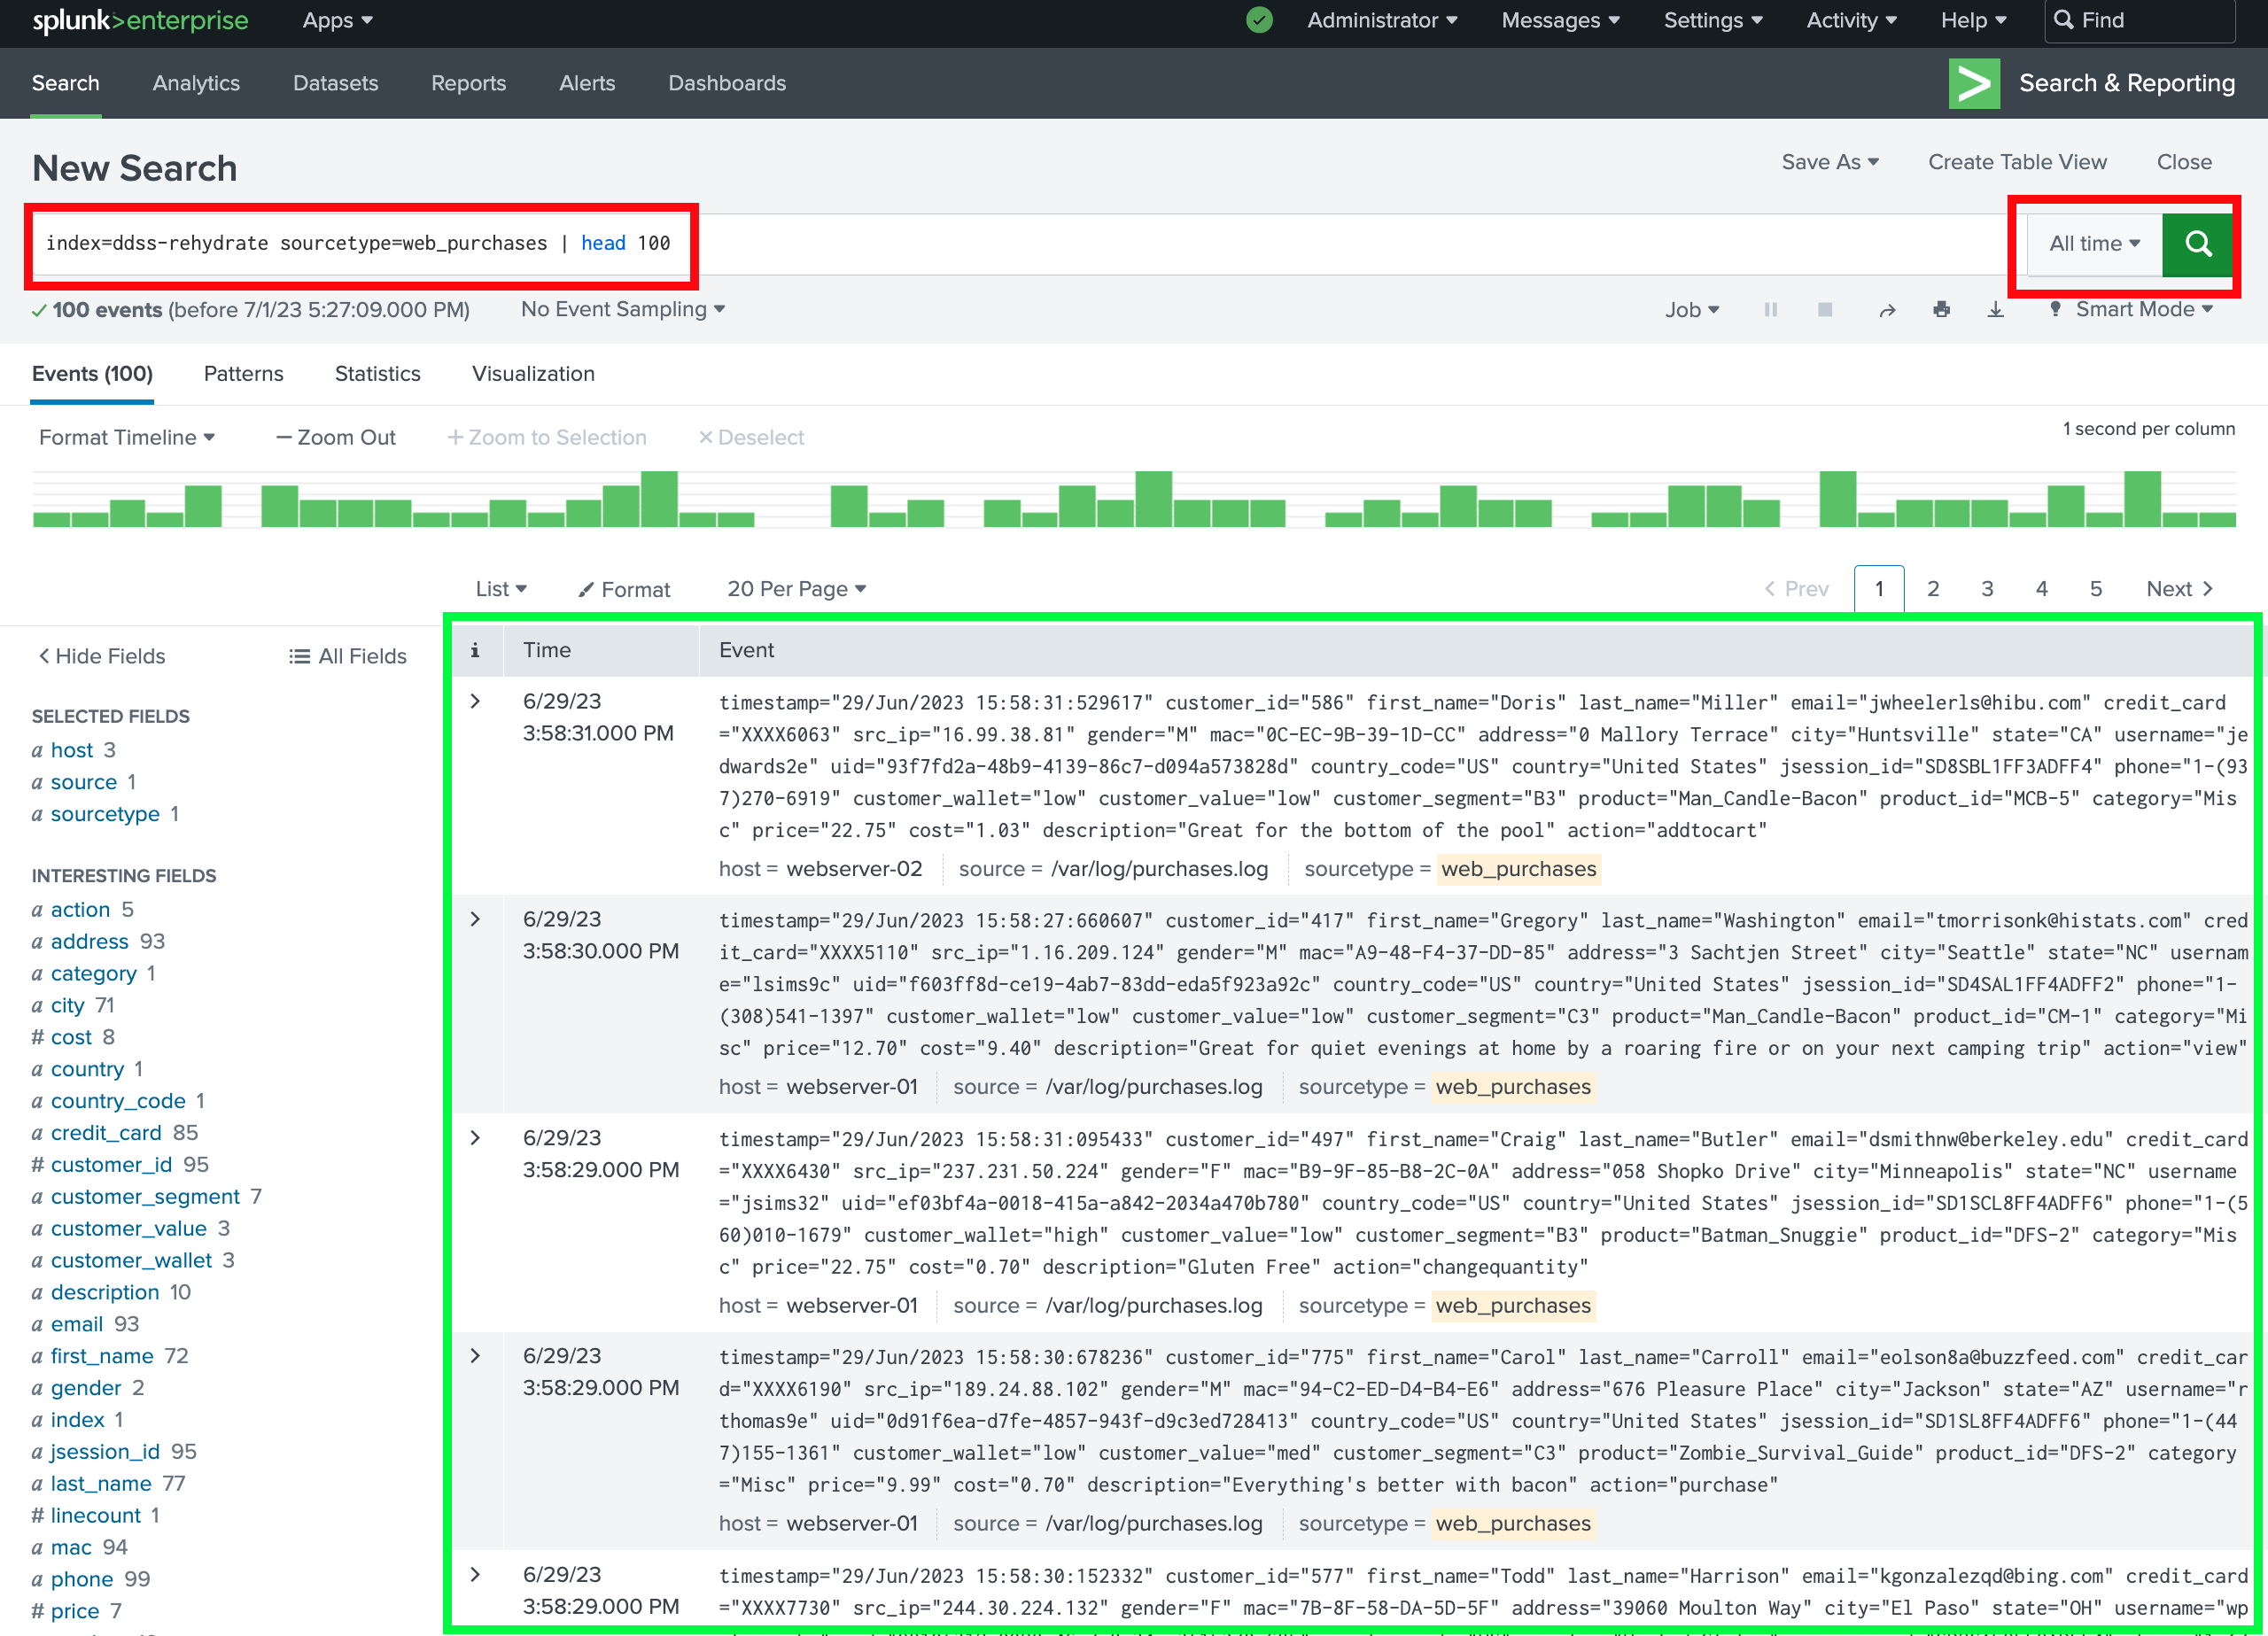 splunk>enterprise Apps Administrator Messages Settings Activity Help Find
Search Analytics Datasets Reports Alerts Dashboards Search & Reporting
New Search Save As Create Table View Close
index=ddss-rehydrate sourcetype=web_purchases | head 100 All time
100 events (before 7/1/23 5:27:09.000 PM) No Event Sampling Job Smart Mode
Events (100) Patterns Statistics Visualization
Format Timeline — Zoom Out + Zoom to Selection × Deselect 1 second per column
List Format 20 Per Page < Prev 1 2 3 4 5 Next >
< Hide Fields All Fields
SELECTED FIELDS
a host 3
a source 1
a sourcetype 1
INTERESTING FIELDS
a action 5
a address 93
a category 1
a city 71
# cost 8
a country 1
a country_code 1
a credit_card 85
# customer_id 95
a customer_segment 7
a customer_value 3
a customer_wallet 3
a description 10
a email 93
a first_name 72
a gender 2
a index 1
a jsession_id 95
a last_name 77
# linecount 1
a mac 94
a phone 99
# price 7
i Time Event
> 6/29/23
3:58:31.000 PM
timestamp="29/Jun/2023 15:58:31:529617" customer_id="586" first_name="Doris" last_name="Miller" email="jwheelerls@hibu.com" credit_card
="XXXX6063" src_ip="16.99.38.81" gender="M" mac="0C-EC-9B-39-1D-CC" address="0 Mallory Terrace" city="Huntsville" state="CA" username="je
dwards2e" uid="93f7fd2a-48b9-4139-86c7-d094a573828d" country_code="US" country="United States" jsession_id="SD8SBL1FF3ADFF4" phone="1-(93
7)270-6919" customer_wallet="low" customer_value="low" customer_segment="B3" product="Man_Candle-Bacon" product_id="MCB-5" category="Mis
c" price="22.75" cost="1.03" description="Great for the bottom of the pool" action="addtocart"
host = webserver-02 source = /var/log/purchases.log sourcetype = web_purchases
> 6/29/23
3:58:30.000 PM
timestamp="29/Jun/2023 15:58:27:660607" customer_id="417" first_name="Gregory" last_name="Washington" email="tmorrisonk@histats.com" cred
it_card="XXXX5110" src_ip="1.16.209.124" gender="M" mac="A9-48-F4-37-DD-85" address="3 Sachtjen Street" city="Seattle" state="NC" usernam
e="lsims9c" uid="f603ff8d-ce19-4ab7-83dd-eda5f923a92c" country_code="US" country="United States" jsession_id="SD4SAL1FF4ADFF2" phone="1-
(308)541-1397" customer_wallet="low" customer_value="low" customer_segment="C3" product="Man_Candle-Bacon" product_id="CM-1" category="Mi
sc" price="12.70" cost="9.40" description="Great for quiet evenings at home by a roaring fire or on your next camping trip" action="view"
host = webserver-01 source = /var/log/purchases.log sourcetype = web_purchases
> 6/29/23
3:58:29.000 PM
timestamp="29/Jun/2023 15:58:31:095433" customer_id="497" first_name="Craig" last_name="Butler" email="dsmithnw@berkeley.edu" credit_card
="XXXX6430" src_ip="237.231.50.224" gender="F" mac="B9-9F-85-B8-2C-0A" address="058 Shopko Drive" city="Minneapolis" state="NC" username
="jsims32" uid="ef03bf4a-0018-415a-a842-2034a470b780" country_code="US" country="United States" jsession_id="SD1SCL8FF4ADFF6" phone="1-(5
60)010-1679" customer_wallet="high" customer_value="low" customer_segment="B3" product="Batman_Snuggie" product_id="DFS-2" category="Mis
c" price="22.75" cost="0.70" description="Gluten Free" action="changequantity"
host = webserver-01 source = /var/log/purchases.log sourcetype = web_purchases
> 6/29/23
3:58:29.000 PM
timestamp="29/Jun/2023 15:58:30:678236" customer_id="775" first_name="Carol" last_name="Carroll" email="eolson8a@buzzfeed.com" credit_car
d="XXXX6190" src_ip="189.24.88.102" gender="M" mac="94-C2-ED-D4-B4-E6" address="676 Pleasure Place" city="Jackson" state="AZ" username="r
thomas9e" uid="0d91f6ea-d7fe-4857-943f-d9c3ed728413" country_code="US" country="United States" jsession_id="SD1SL8FF4ADFF6" phone="1-(44
7)155-1361" customer_wallet="low" customer_value="med" customer_segment="C3" product="Zombie_Survival_Guide" product_id="DFS-2" category
="Misc" price="9.99" cost="0.70" description="Everything's better with bacon" action="purchase"
host = webserver-01 source = /var/log/purchases.log sourcetype = web_purchases
> 6/29/23
3:58:29.000 PM
timestamp="29/Jun/2023 15:58:30:152332" customer_id="577" first_name="Todd" last_name="Harrison" email="kgonzalezqd@bing.com" credit_card
="XXXX7730" src_ip="244.30.224.132" gender="F" mac="7B-8F-58-DA-5D-5F" address="39060 Moulton Way" city="El Paso" state="OH" username="wp